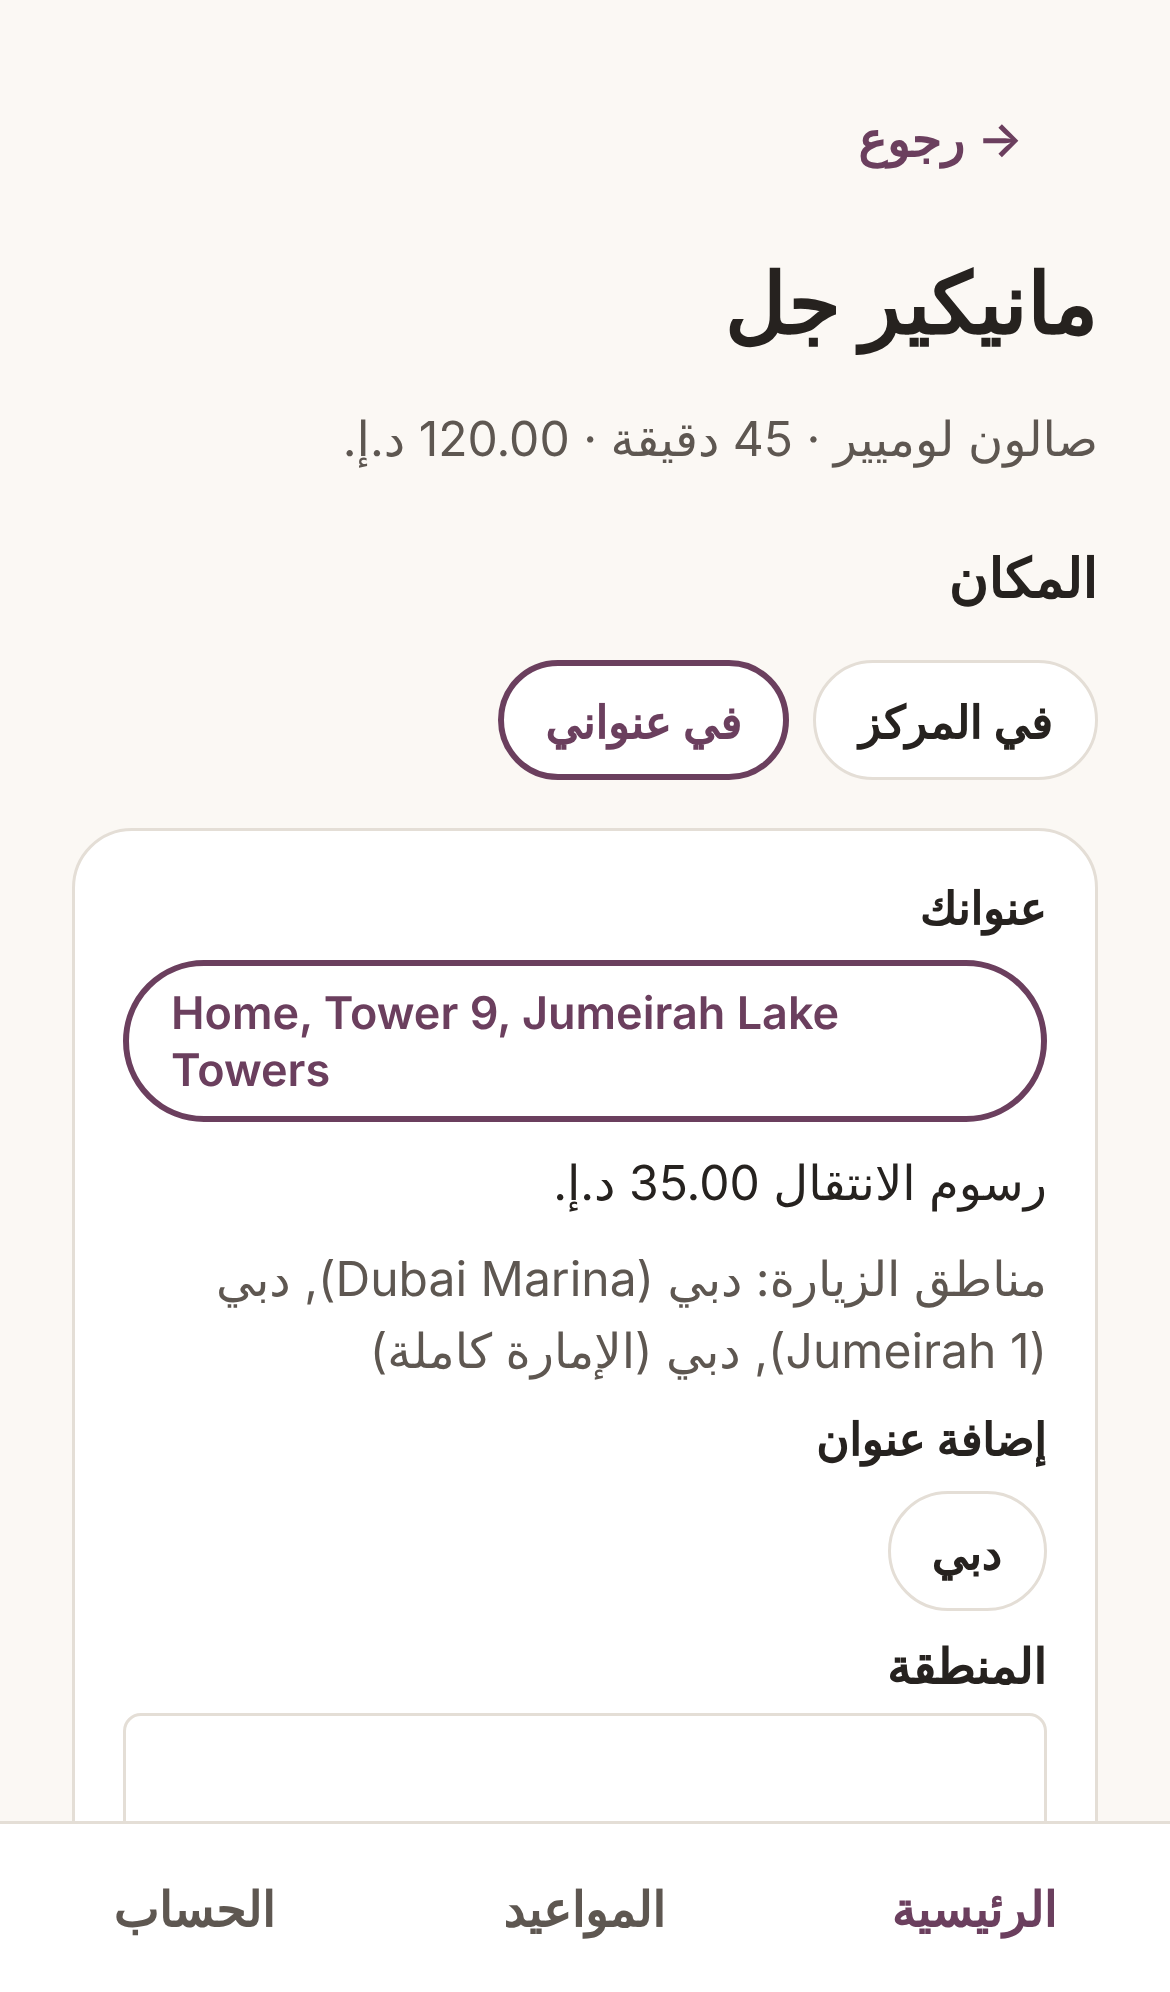 → رجوع
مانيكير جل
صالون لوميير · 45 دقيقة · 120.00 د.إ.
المكان
في المركز
في عنواني
عنوانك
Home, Tower 9, Jumeirah Lake
Towers
رسوم الانتقال 35.00 د.إ.
مناطق الزيارة: دبي (Dubai Marina), دبي
(Jumeirah 1), دبي (الإمارة كاملة)
إضافة عنوان
دبي
المنطقة
الرئيسية
المواعيد
الحساب